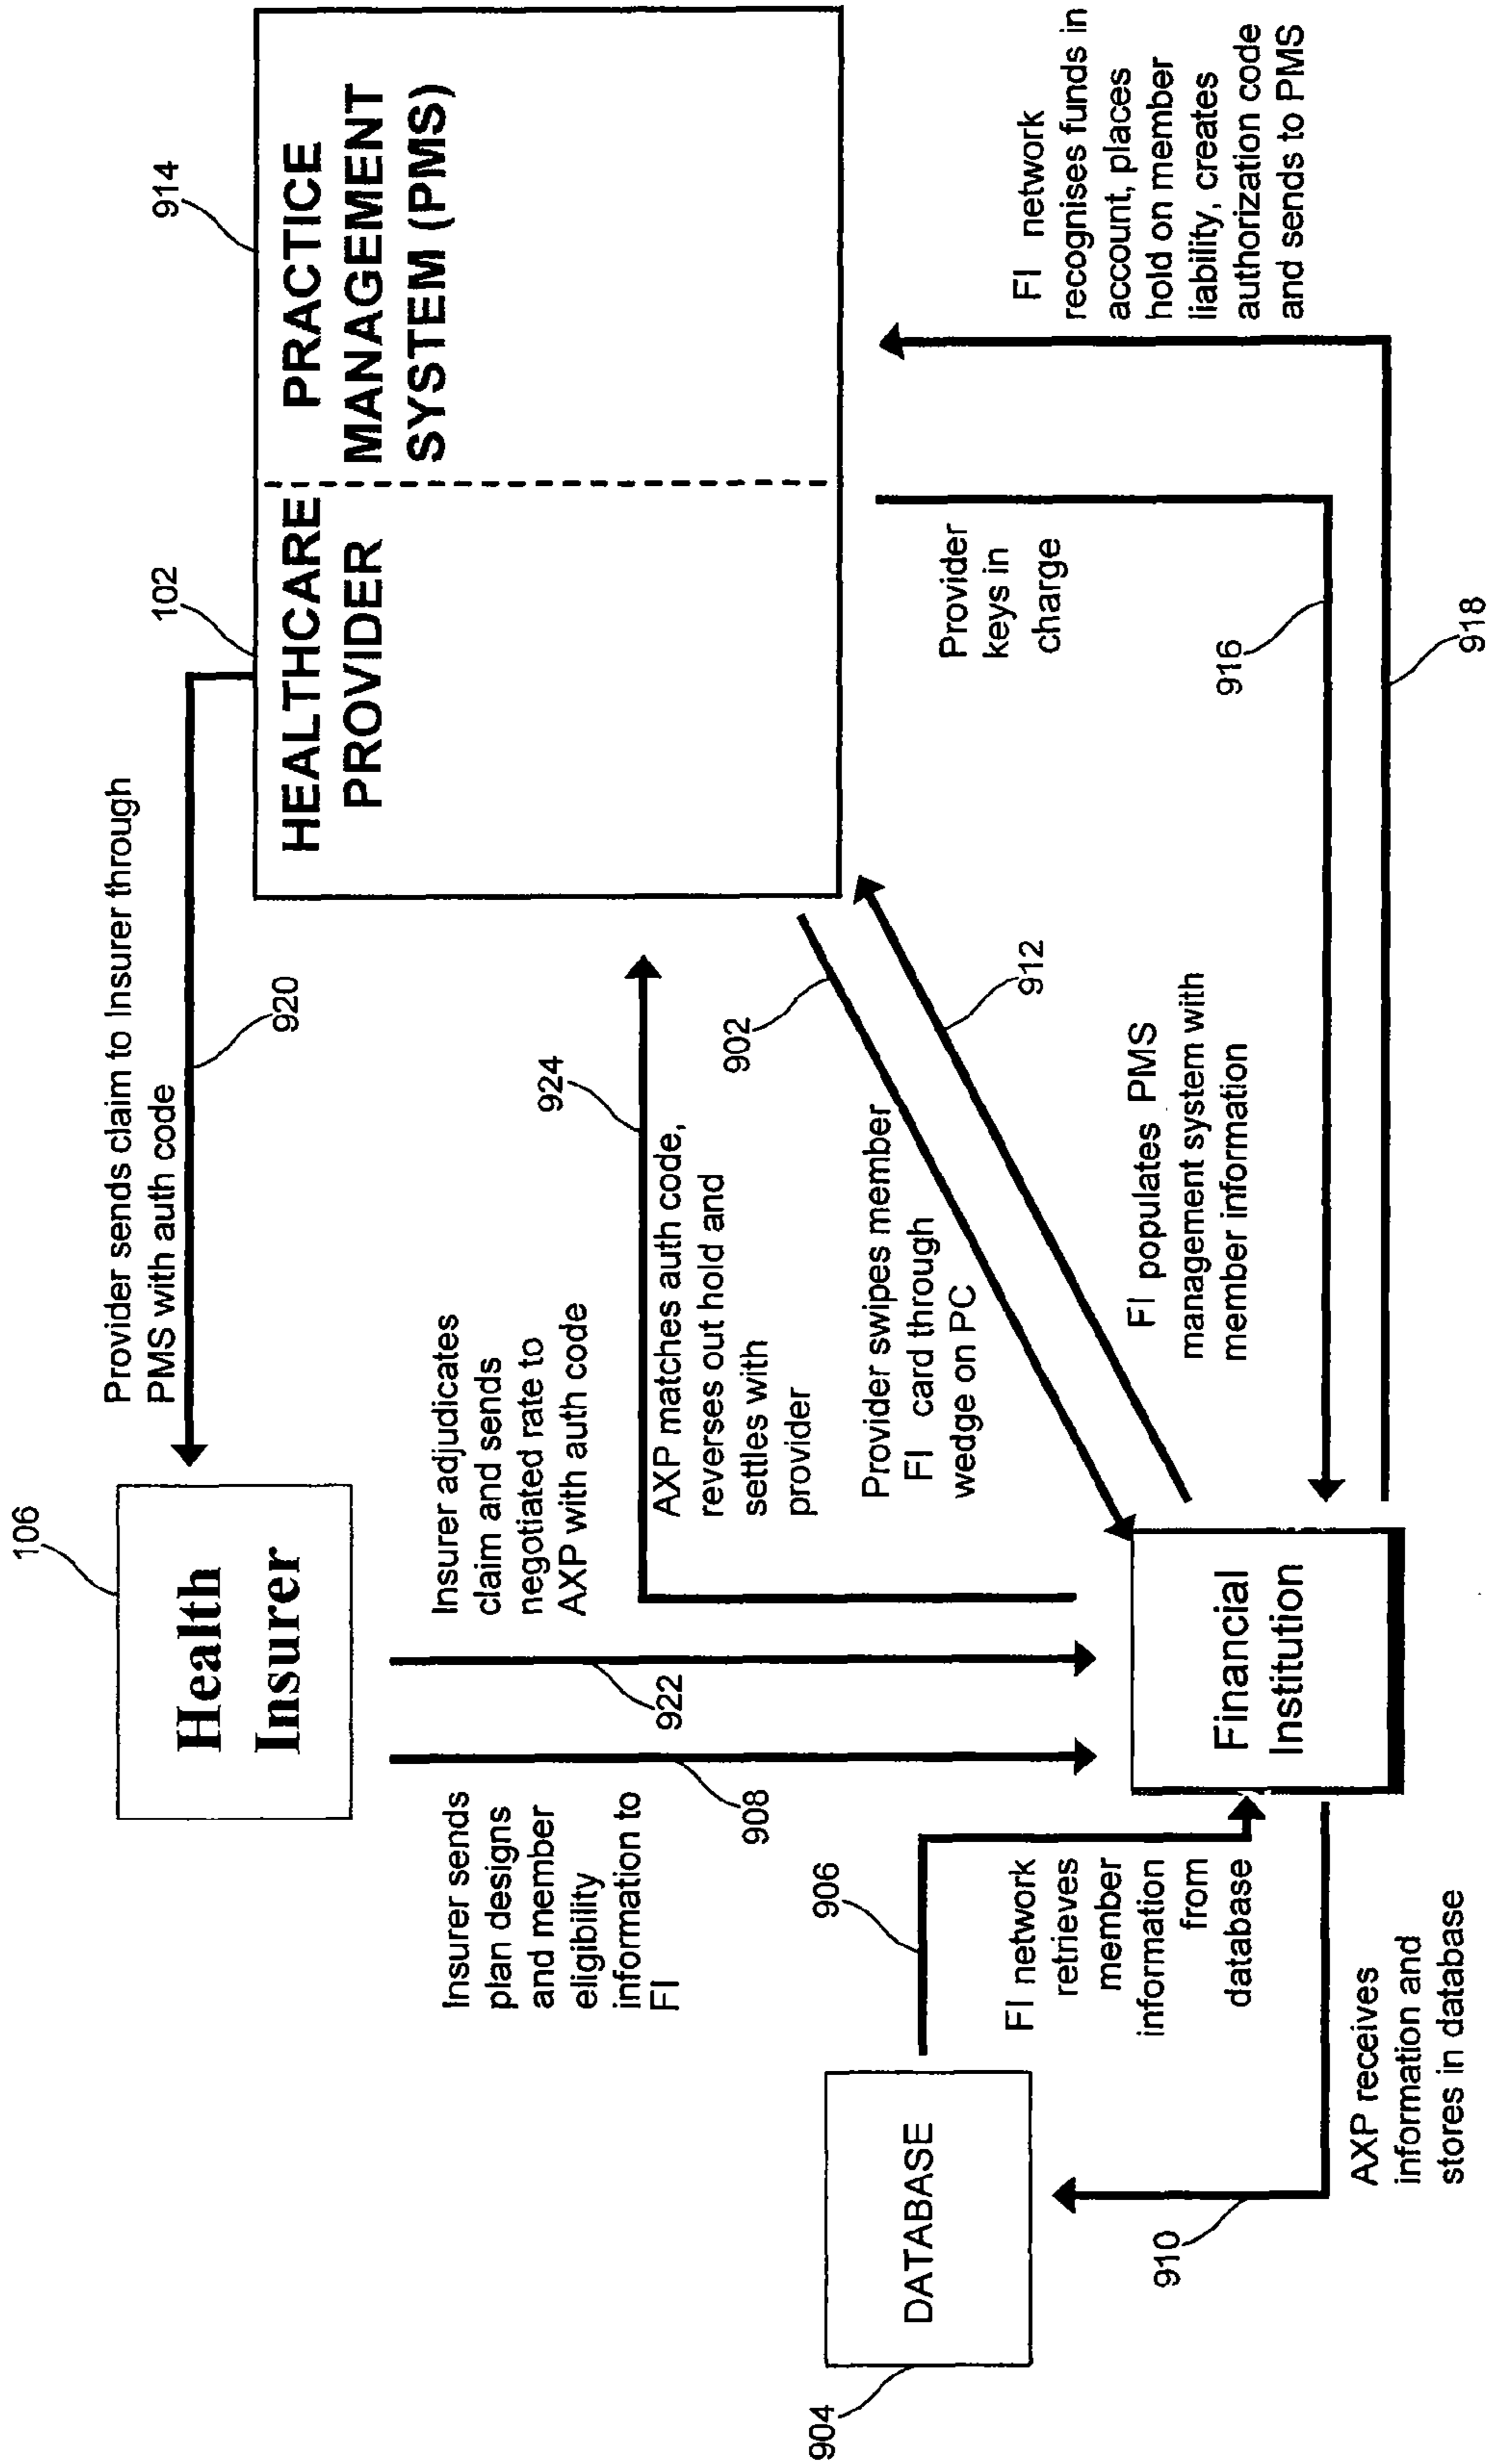 106
Health
Insurer
Provider sends claim to Insurer through
PMS with auth code
920
102
914
HEALTHCARE
PROVIDER
PRACTICE
MANAGEMENT
SYSTEM (PMS)
Insurer sends
plan designs
and member
eligibility
information to
FI
908
922
Insurer adjudicates
claim and sends
negotiated rate to
AXP with auth code
924
AXP matches auth code,
reverses out hold and
settles with
provider
902
Provider swipes member
FI card through
wedge on PC
912
FI populates PMS
management system with
member information
Provider
keys in
charge
916
FI network
recognises funds in
account, places
hold on member
liability, creates
authorization code
and sends to PMS
918
904
DATABASE
906
FI network
retrieves
member
information
from
database
Financial
Institution
910
AXP receives
information and
stores in database